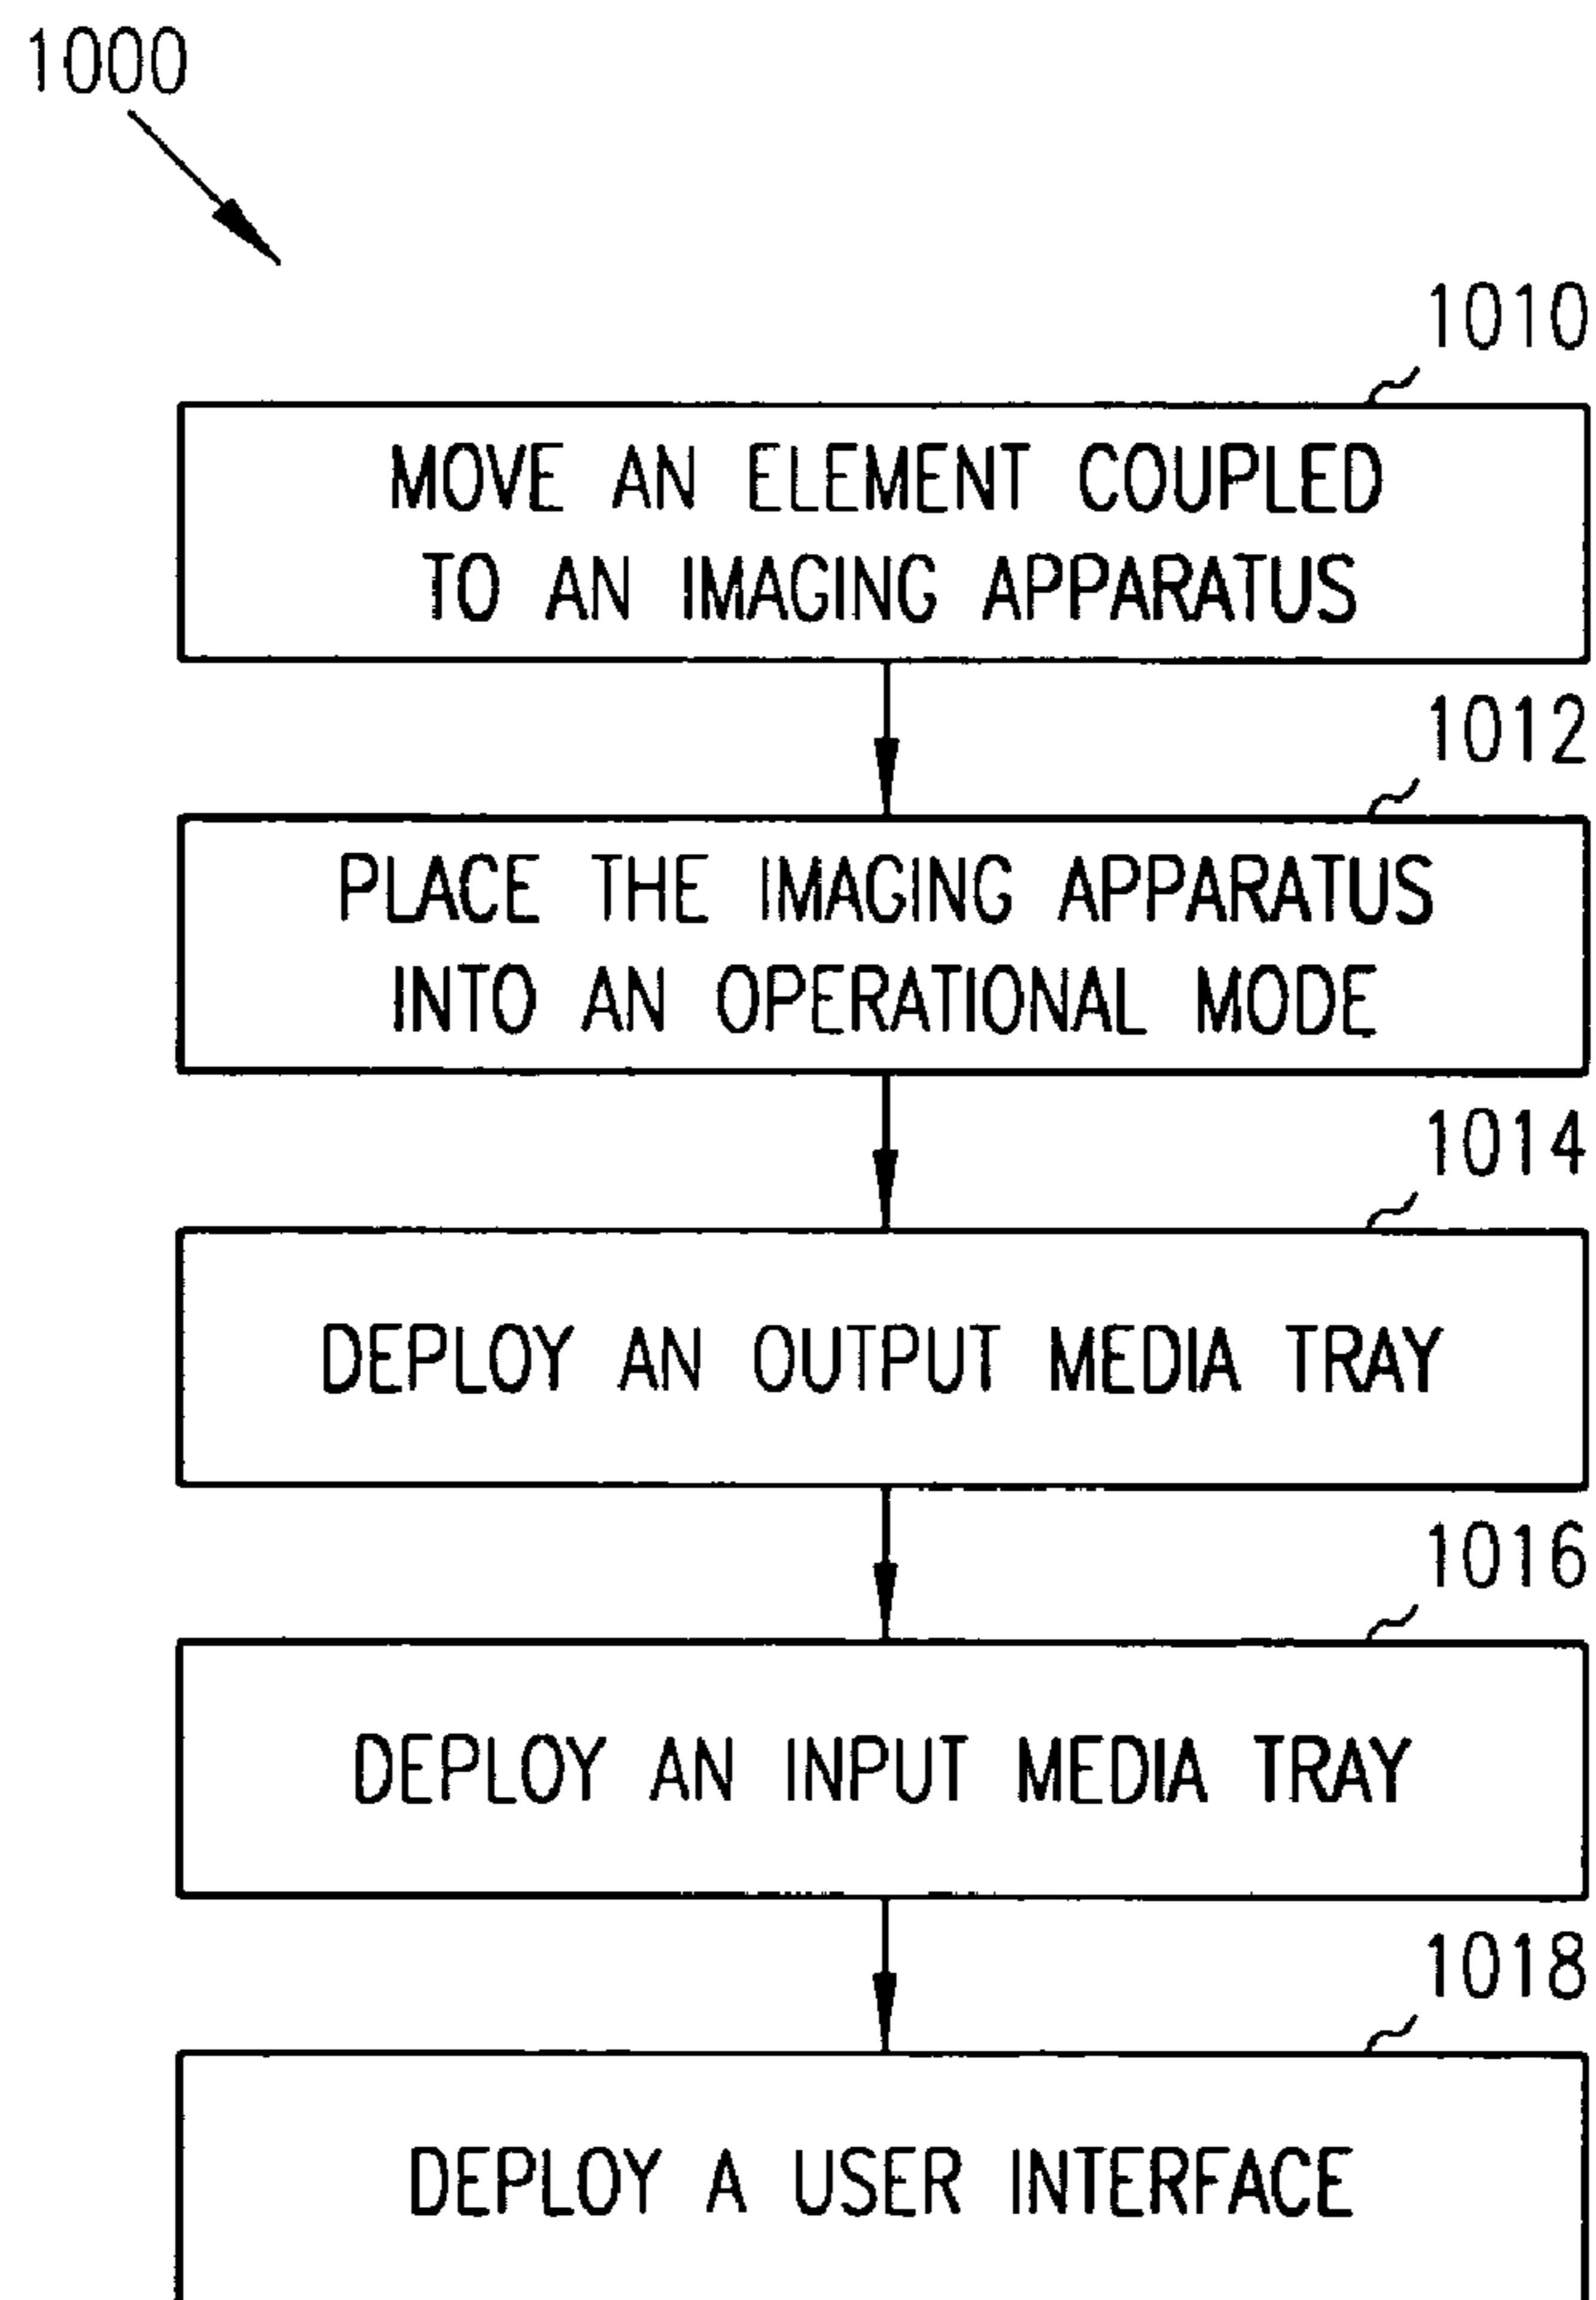 1000
1010
MOVE AN ELEMENT COUPLED
TO AN IMAGING APPARATUS
1012
PLACE THE IMAGING APPARATUS
INTO AN OPERATIONAL MODE
1014
DEPLOY AN OUTPUT MEDIA TRAY
1016
DEPLOY AN INPUT MEDIA TRAY
1018
DEPLOY A USER INTERFACE